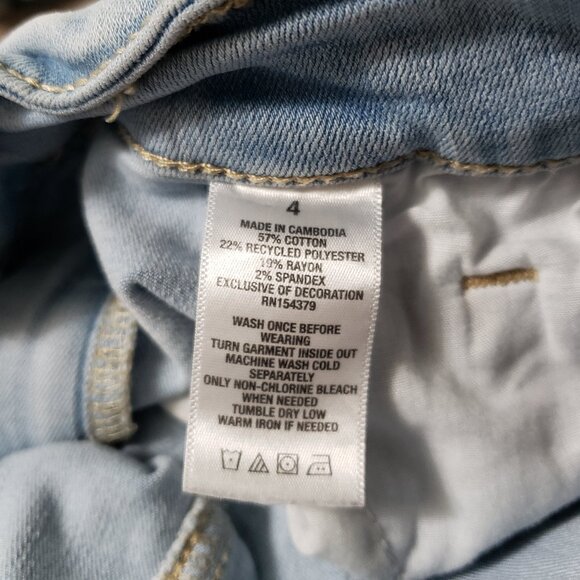 4
MADE IN CAMBODIA
57% COTTON
22% RECYCLED POLYESTER
19% RAYON
2% SPANDEX
EXCLUSIVE OF DECORATION
RN154379
WASH ONCE BEFORE
WEARING
TURN GARMENT INSIDE OUT
MACHINE WASH COLD
SEPARATELY
ONLY NON-CHLORINE BLEACH
WHEN NEEDED
TUMBLE DRY LOW
WARM IRON IF NEEDED